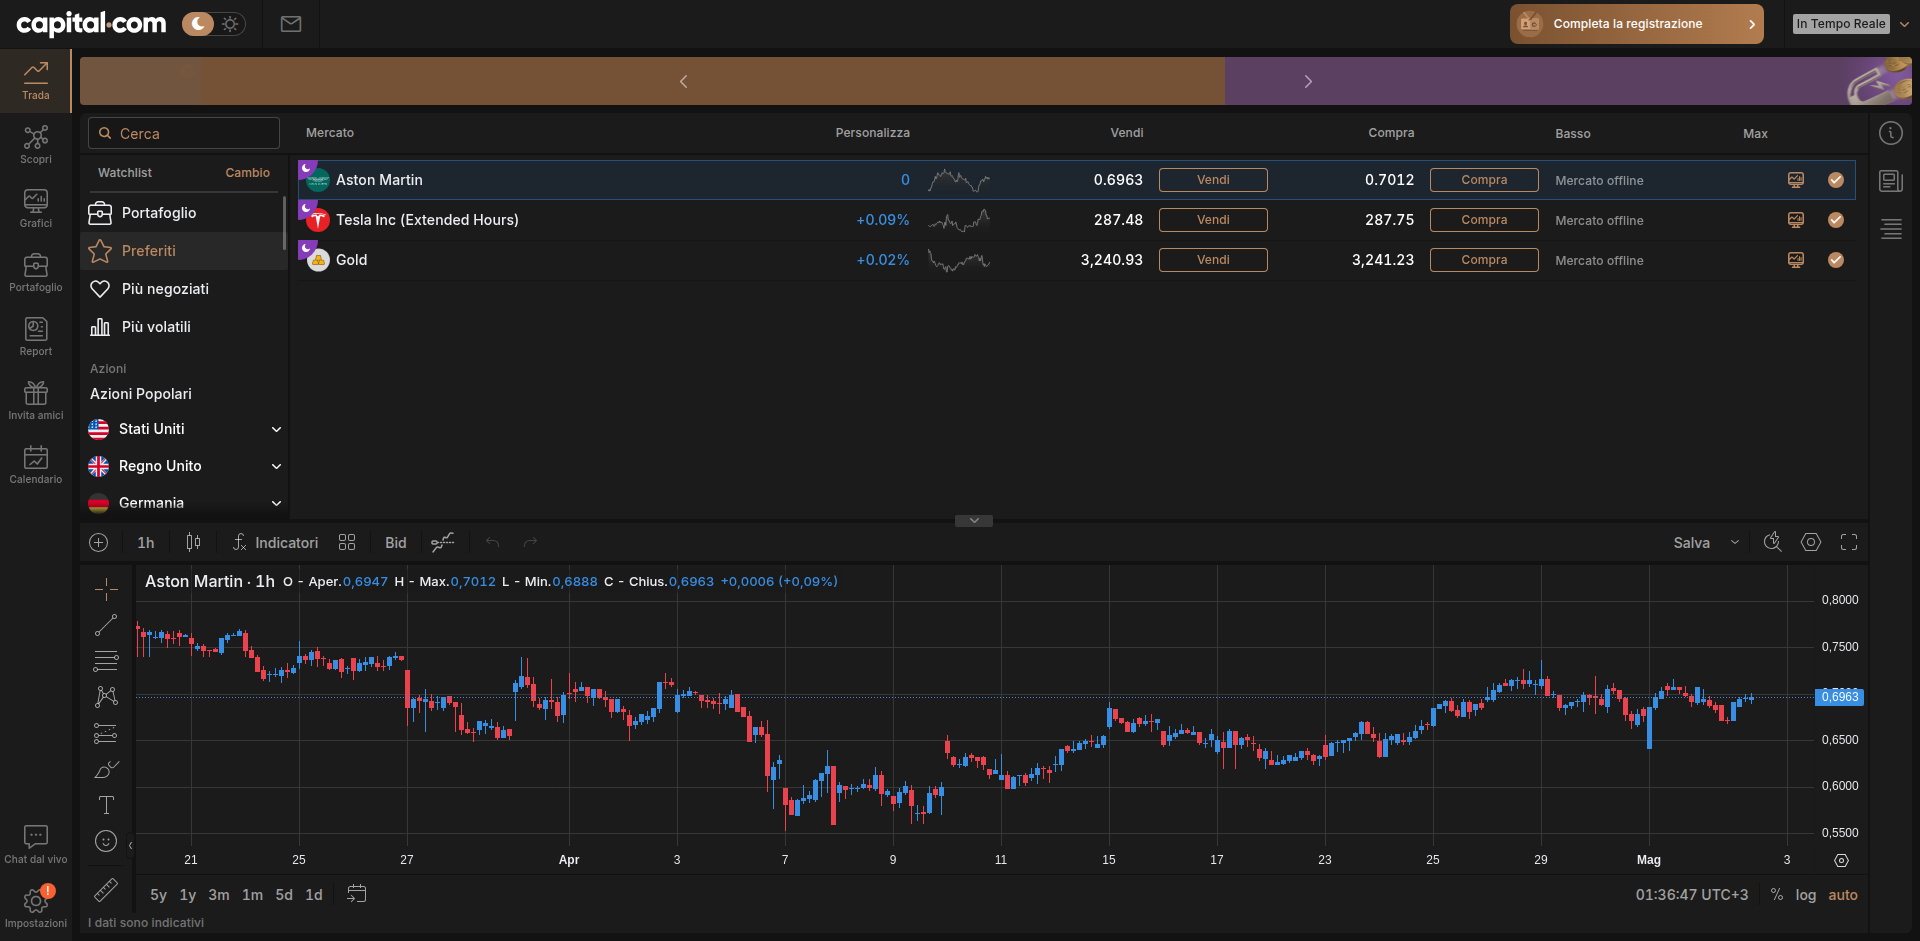 capital.com
Completa la registrazione
In Tempo Reale
Trada
Scopri
Grafici
Portafoglio
Report
Invita amici
Calendario
Chat dal vivo
!
Impostazioni
Cerca
Watchlist Cambio
Portafoglio
Preferiti
Più negoziati
Più volatili
Azioni
Azioni Popolari
Stati Uniti
Regno Unito
Germania
Mercato Personalizza Vendi Compra Basso Max
Aston Martin 0 0.6963 Vendi 0.7012 Compra Mercato offline
Tesla Inc (Extended Hours) +0.09% 287.48 Vendi 287.75 Compra Mercato offline
Gold +0.02% 3,240.93 Vendi 3,241.23 Compra Mercato offline
1h Indicatori Bid Salva
Aston Martin · 1h O - Aper.0,6947 H - Max.0,7012 L - Min.0,6888 C - Chius.0,6963 +0,0006 (+0,09%)
0,8000
0,7500
0,6963
0,6500
0,6000
0,5500
21 25 27 Apr 3 7 9 11 15 17 23 25 29 Mag 3
5y 1y 3m 1m 5d 1d 01:36:47 UTC+3 % log auto
I dati sono indicativi